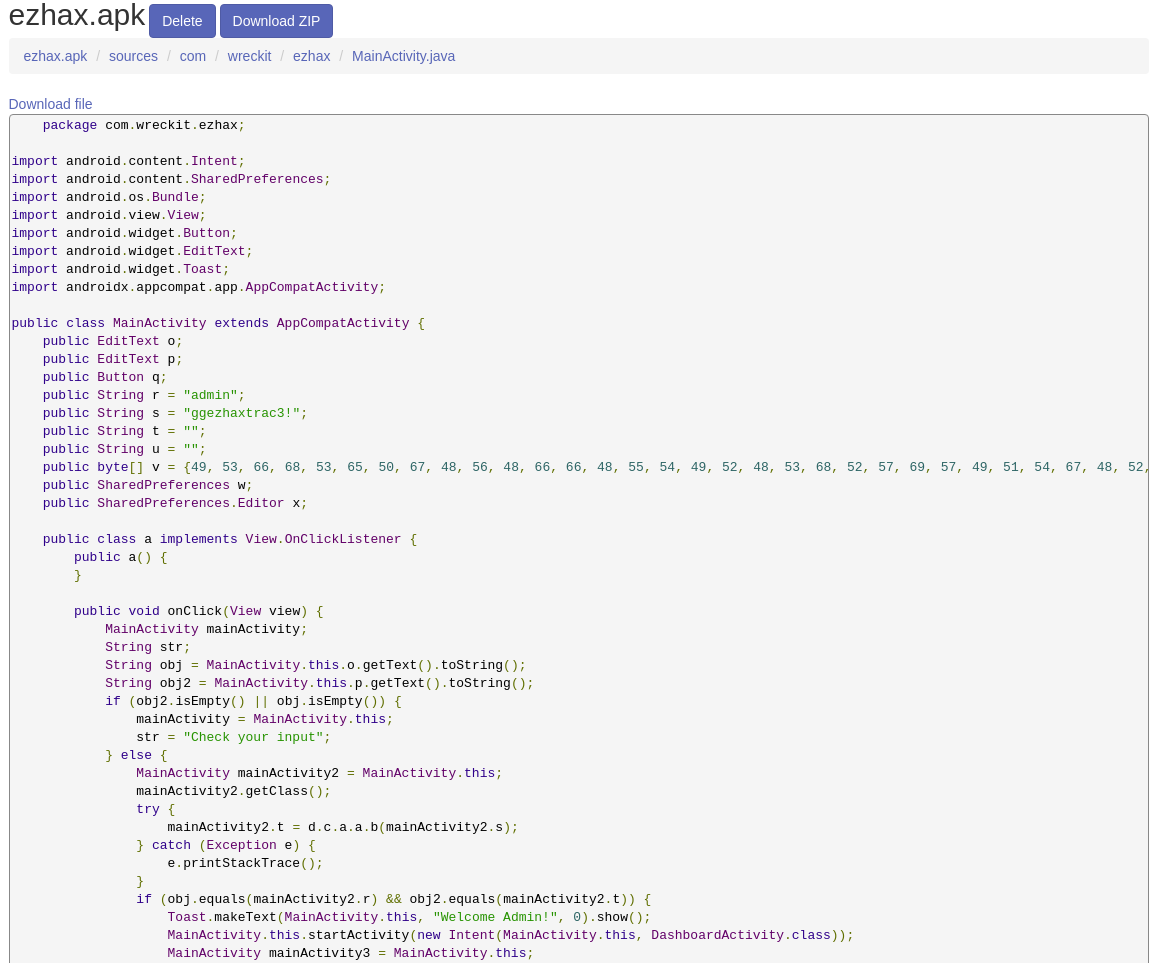 ezhax.apk Delete Download ZIP
ezhax.apk / sources / com / wreckit / ezhax / MainActivity.java
Download file
    package com.wreckit.ezhax;

import android.content.Intent;
import android.content.SharedPreferences;
import android.os.Bundle;
import android.view.View;
import android.widget.Button;
import android.widget.EditText;
import android.widget.Toast;
import androidx.appcompat.app.AppCompatActivity;

public class MainActivity extends AppCompatActivity {
    public EditText o;
    public EditText p;
    public Button q;
    public String r = "admin";
    public String s = "ggezhaxtrac3!";
    public String t = "";
    public String u = "";
    public byte[] v = {49, 53, 66, 68, 53, 65, 50, 67, 48, 56, 48, 66, 66, 48, 55, 54, 49, 52, 48, 53, 68, 52, 57, 69, 57, 49, 51, 54, 67, 48, 52,
    public SharedPreferences w;
    public SharedPreferences.Editor x;

    public class a implements View.OnClickListener {
        public a() {
        }

        public void onClick(View view) {
            MainActivity mainActivity;
            String str;
            String obj = MainActivity.this.o.getText().toString();
            String obj2 = MainActivity.this.p.getText().toString();
            if (obj2.isEmpty() || obj.isEmpty()) {
                mainActivity = MainActivity.this;
                str = "Check your input";
            } else {
                MainActivity mainActivity2 = MainActivity.this;
                mainActivity2.getClass();
                try {
                    mainActivity2.t = d.c.a.a.b(mainActivity2.s);
                } catch (Exception e) {
                    e.printStackTrace();
                }
                if (obj.equals(mainActivity2.r) && obj2.equals(mainActivity2.t)) {
                    Toast.makeText(MainActivity.this, "Welcome Admin!", 0).show();
                    MainActivity.this.startActivity(new Intent(MainActivity.this, DashboardActivity.class));
                    MainActivity mainActivity3 = MainActivity.this;